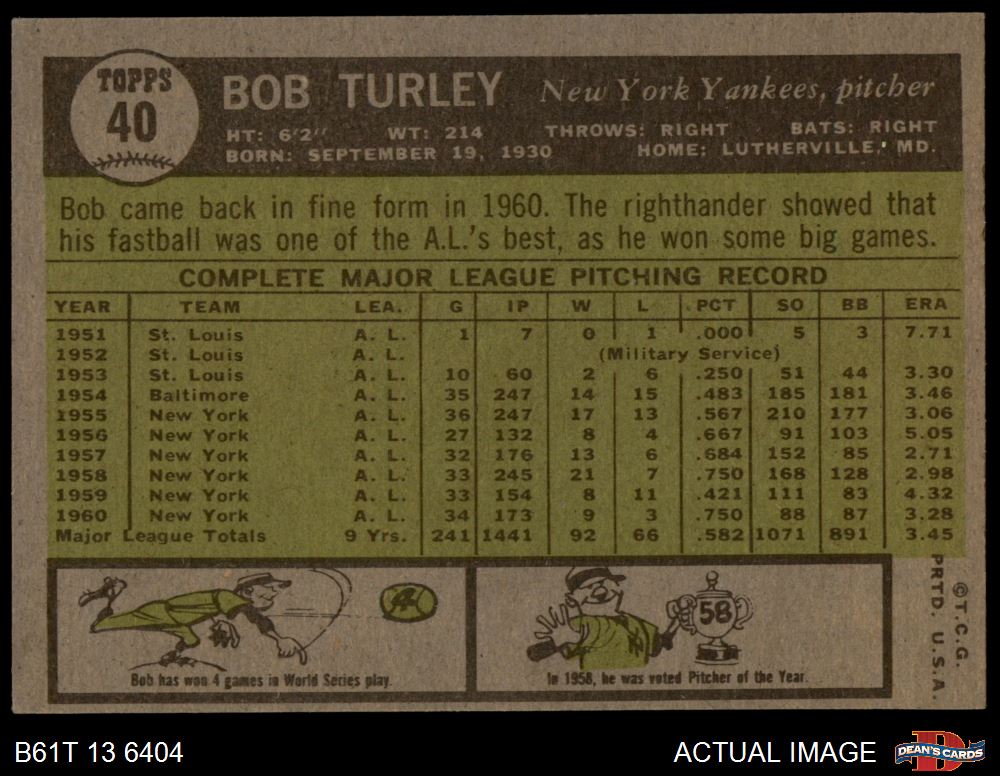 TOPPS
40
BOB TURLEY New York Yankees, pitcher
HT: 6'2" WT: 214 THROWS: RIGHT BATS: RIGHT
BORN: SEPTEMBER 19, 1930 HOME: LUTHERVILLE, MD.
Bob came back in fine form in 1960. The righthander showed that
his fastball was one of the A.L.'s best, as he won some big games.
COMPLETE MAJOR LEAGUE PITCHING RECORD
YEAR TEAM LEA. G IP W L PCT SO BB ERA
1951 St. Louis A. L. 1 7 0 1 .000 5 3 7.71
1952 St. Louis A. L. (Military Service)
1953 St. Louis A. L. 10 60 2 6 .250 51 44 3.30
1954 Baltimore A. L. 35 247 14 15 .483 185 181 3.46
1955 New York A. L. 36 247 17 13 .567 210 177 3.06
1956 New York A. L. 27 132 8 4 .667 91 103 5.05
1957 New York A. L. 32 176 13 6 .684 152 85 2.71
1958 New York A. L. 33 245 21 7 .750 168 128 2.98
1959 New York A. L. 33 154 8 11 .421 111 83 4.32
1960 New York A. L. 34 173 9 3 .750 88 87 3.28
Major League Totals 9 Yrs. 241 1441 92 66 .582 1071 891 3.45
4
Bob has won 4 games in World Series play.
58
In 1958, he was voted Pitcher of the Year.
©T.C.G.
PRTD. U.S.A.
B61T 13 6404
ACTUAL IMAGE
D
DEAN'S CARDS